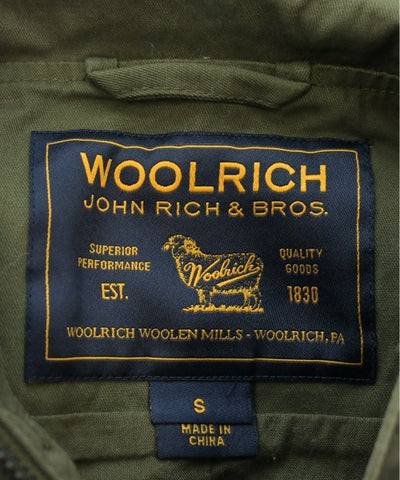 WOOLRICH
JOHN RICH & BROS.
SUPERIOR
PERFORMANCE
EST.
Woolrich
QUALITY
GOODS
1830
WOOLRICH WOOLEN MILLS - WOOLRICH, PA
S
MADE IN
CHINA